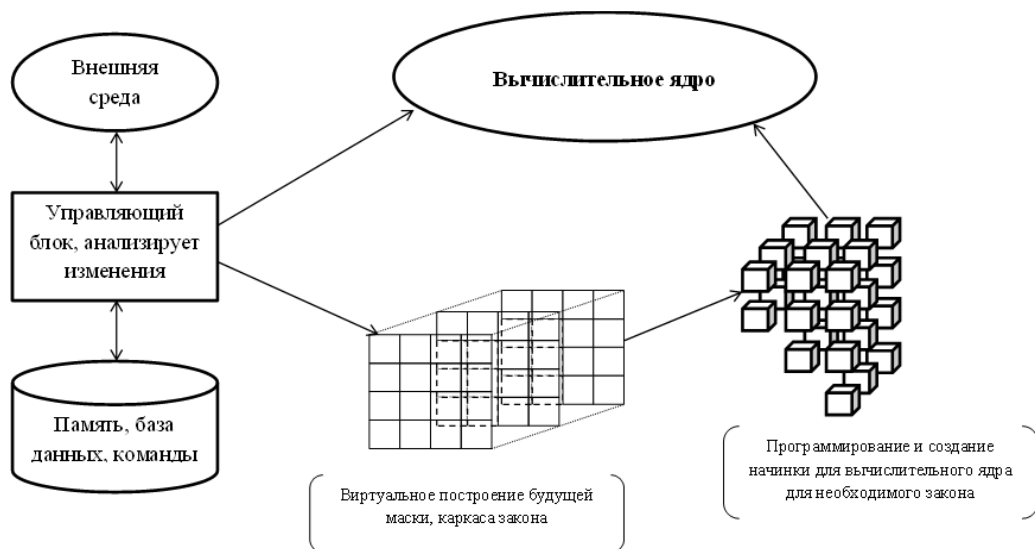 Внешняя
среда
Вычислительное ядро
Управляющий
блок, анализирует
изменения
Память, база
данных, команды
Виртуальное построение будущей
маски, каркаса закона
Программирование и создание
начинки для вычислительного ядра
для необходимого закона